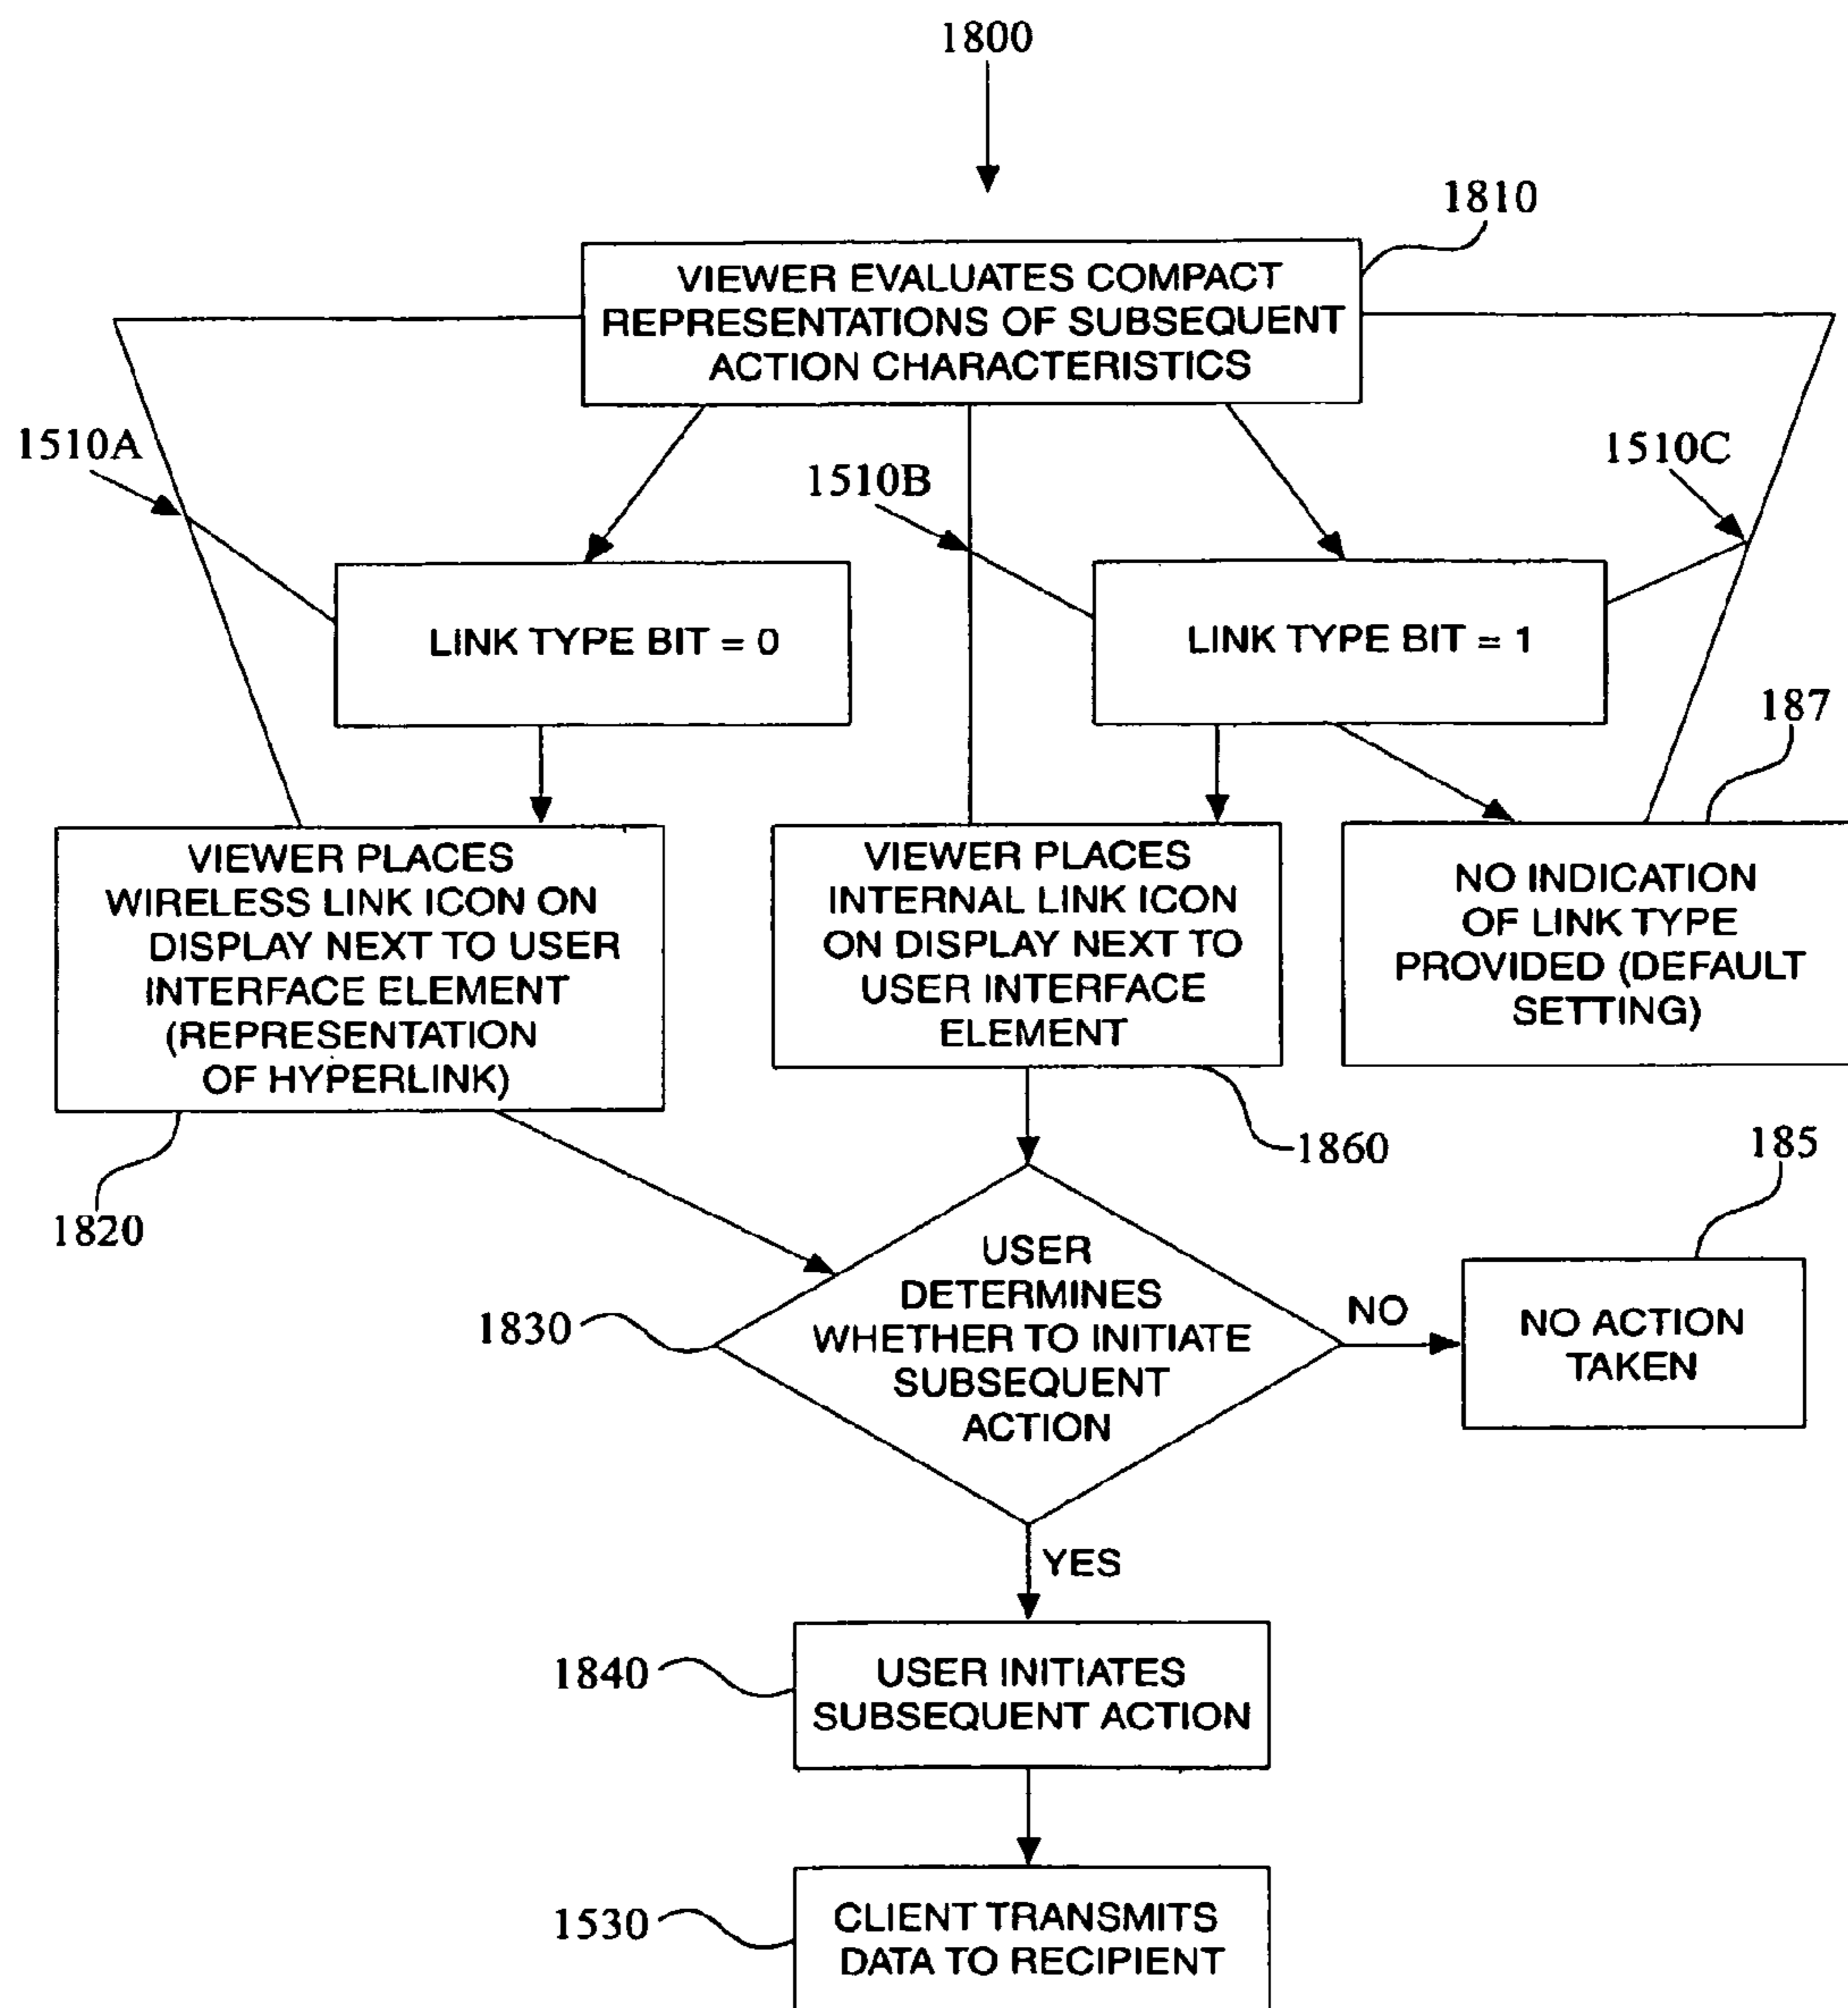 1800
1810
VIEWER EVALUATES COMPACT
REPRESENTATIONS OF SUBSEQUENT
ACTION CHARACTERISTICS
1510A
1510B
1510C
LINK TYPE BIT = 0
LINK TYPE BIT = 1
187
VIEWER PLACES
WIRELESS LINK ICON ON
DISPLAY NEXT TO USER
INTERFACE ELEMENT
(REPRESENTATION
OF HYPERLINK)
VIEWER PLACES
INTERNAL LINK ICON
ON DISPLAY NEXT TO
USER INTERFACE
ELEMENT
NO INDICATION
OF LINK TYPE
PROVIDED (DEFAULT
SETTING)
1820
1860
185
1830
USER
DETERMINES
WHETHER TO INITIATE
SUBSEQUENT
ACTION
NO
NO ACTION
TAKEN
YES
1840
USER INITIATES
SUBSEQUENT ACTION
1530
CLIENT TRANSMITS
DATA TO RECIPIENT